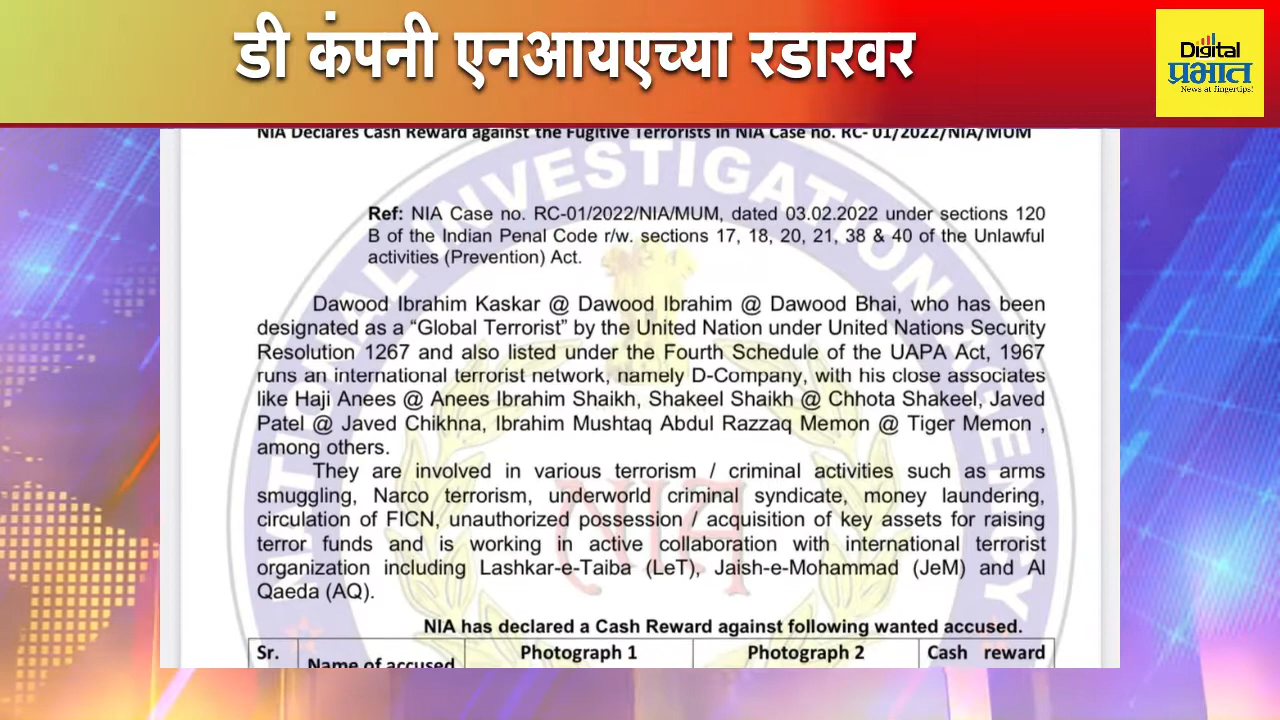 डी कंपनी एनआयएच्या रडारवर
Digital
प्रभात
News at fingertips!
NIA Declares Cash Reward against the Fugitive Terrorists in NIA Case no. RC- 01/2022/NIA/MUM
Ref: NIA Case no. RC-01/2022/NIA/MUM, dated 03.02.2022 under sections 120
B of the Indian Penal Code r/w. sections 17, 18, 20, 21, 38 & 40 of the Unlawful
activities (Prevention) Act.
Dawood Ibrahim Kaskar @ Dawood Ibrahim @ Dawood Bhai, who has been
designated as a “Global Terrorist” by the United Nation under United Nations Security
Resolution 1267 and also listed under the Fourth Schedule of the UAPA Act, 1967
runs an international terrorist network, namely D-Company, with his close associates
like Haji Anees @ Anees Ibrahim Shaikh, Shakeel Shaikh @ Chhota Shakeel, Javed
Patel @ Javed Chikhna, Ibrahim Mushtaq Abdul Razzaq Memon @ Tiger Memon ,
among others.
They are involved in various terrorism / criminal activities such as arms
smuggling, Narco terrorism, underworld criminal syndicate, money laundering,
circulation of FICN, unauthorized possession / acquisition of key assets for raising
terror funds and is working in active collaboration with international terrorist
organization including Lashkar-e-Taiba (LeT), Jaish-e-Mohammad (JeM) and Al
Qaeda (AQ).
NIA has declared a Cash Reward against following wanted accused.
Sr. Name of accused Photograph 1 Photograph 2 Cash reward
NATIONAL INVESTIGATION AGENCY
NIA